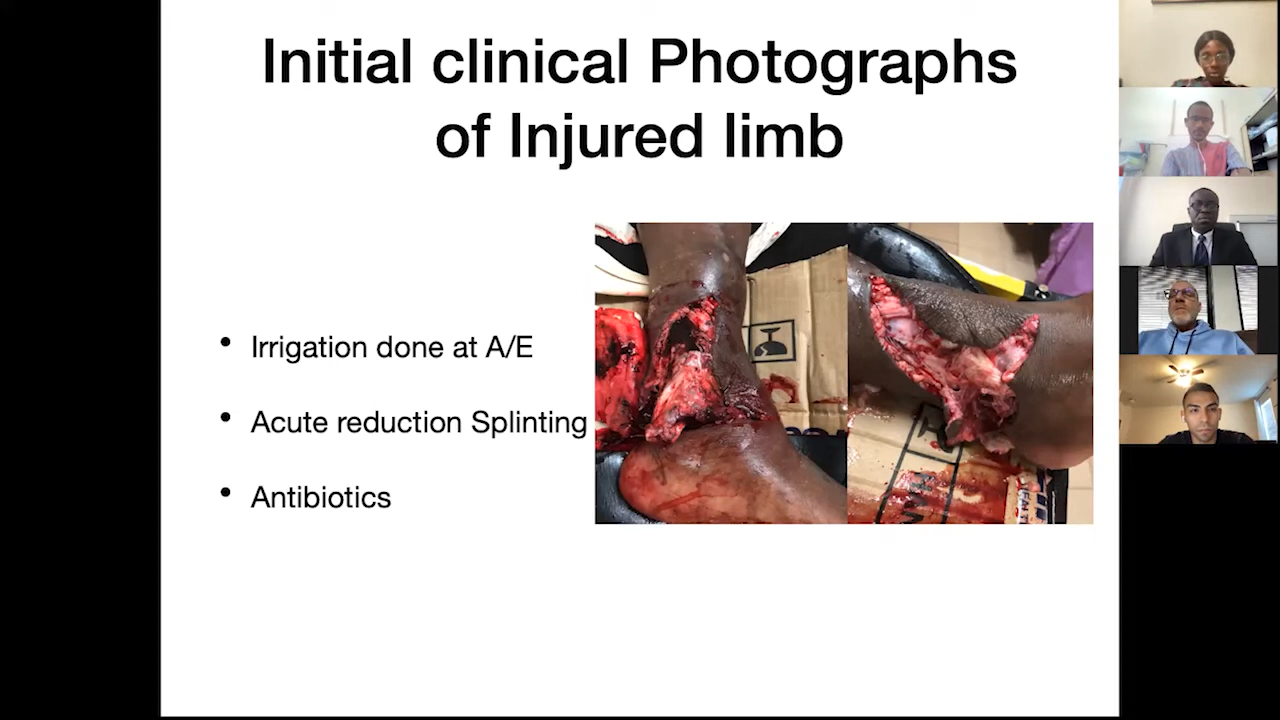 Initial clinical Photographs
of Injured limb
• Irrigation done at A/E
• Acute reduction Splinting
• Antibiotics